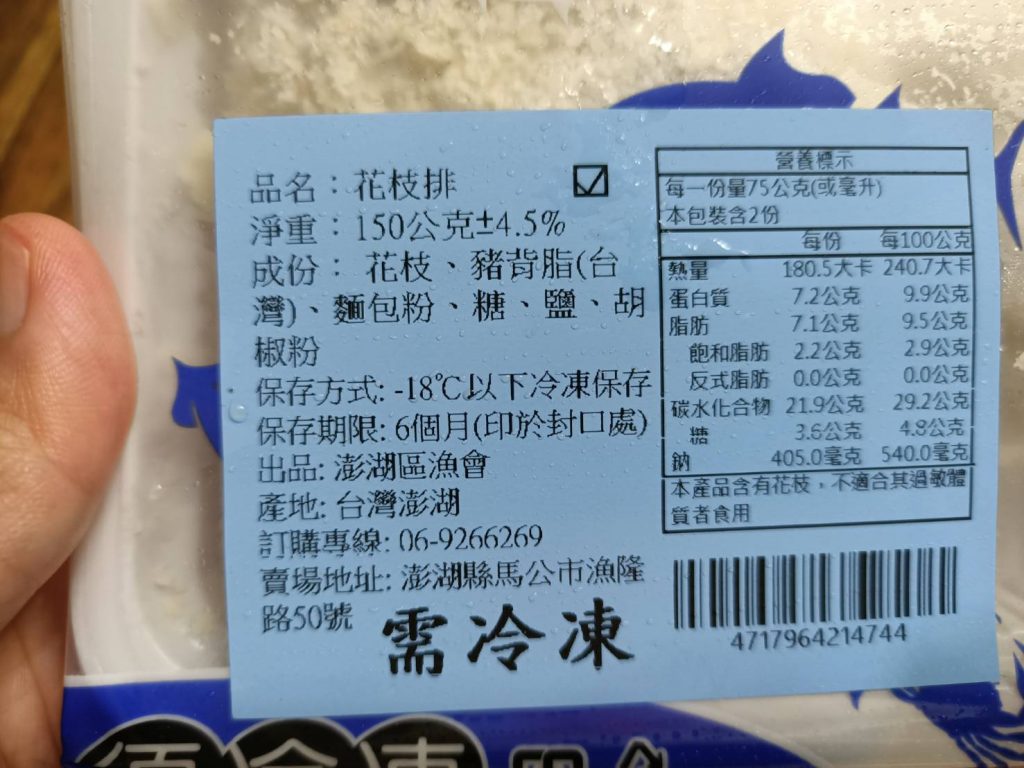 品名：花枝排 ☑
淨重：150公克±4.5%
成份： 花枝、豬背脂(台
灣)、麵包粉、糖、鹽、胡
椒粉
保存方式: -18℃以下冷凍保存
保存期限: 6個月(印於封口處)
出品: 澎湖區漁會
產地: 台灣澎湖
訂購專線: 06-9266269
賣場地址: 澎湖縣馬公市漁隆
路50號
需冷凍
營養標示
每一份量75公克(或毫升)
本包裝含2份
每份 每100公克
熱量 180.5大卡 240.7大卡
蛋白質 7.2公克 9.9公克
脂肪 7.1公克 9.5公克
飽和脂肪 2.2公克 2.9公克
反式脂肪 0.0公克 0.0公克
碳水化合物 21.9公克 29.2公克
糖 3.6公克 4.8公克
鈉 405.0毫克 540.0毫克
本產品含有花枝，不適合其過敏體
質者食用
4717964214744